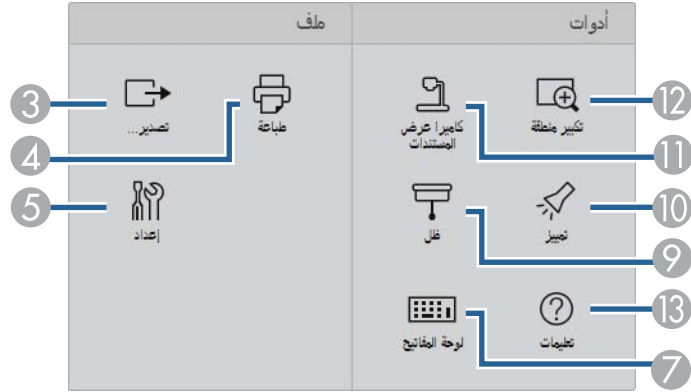 أدوات
ملف
تكبير منطقة
كاميرا عرض
المستندات
طباعة
تصدير...
تمييز
ظل
إعداد
تعليمات
لوحة المفاتيح
3
4
5
12
11
10
9
13
7